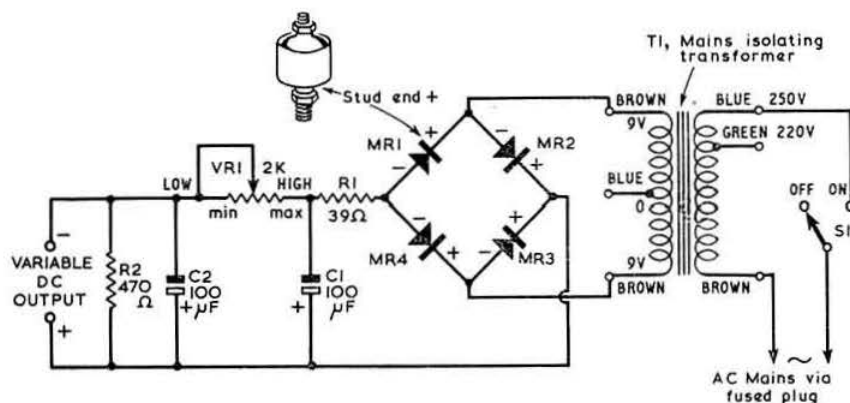 T1, Mains isolating
transformer
Stud end +
BROWN
9V
BLUE 250V
GREEN 220V
MR1
+
−
−
+
MR2
VR1
2K
LOW
HIGH
R1
min
max
39Ω
BLUE
0
OFF
ON
S1
−
VARIABLE
DC
OUTPUT
+
R2
470
Ω
C2
100
µF
+
C1
100
µF
+
−
+
MR4
+
−
MR3
9V
BROWN
BROWN
~
AC Mains via
fused plug